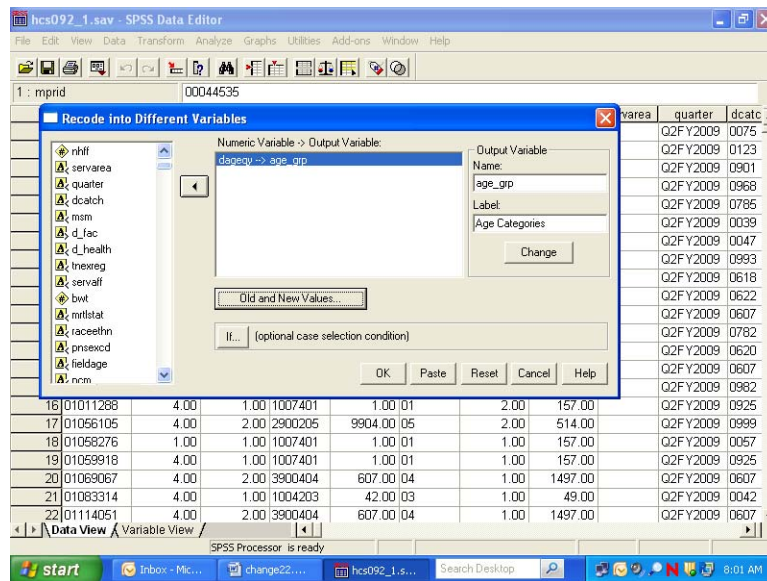 hcs092_1.sav - SPSS Data Editor
File Edit View Data Transform Analyze Graphs Utilities Add-ons Window Help
1 : mprid 00044535
Recode into Different Variables
nhff
servarea
quarter
dcatch
msm
d_fac
d_health
tnexreg
servaff
bwt
mrtlstat
raceethn
pnsexcd
fieldage
pcm
Numeric Variable -> Output Variable:
dageqy --> age_grp
Output Variable
Name:
age_grp
Label:
Age Categories
Change
Old and New Values...
If... (optional case selection condition)
OK Paste Reset Cancel Help
varea quarter dcatc
Q2FY2009 0075
Q2FY2009 0123
Q2FY2009 0901
Q2FY2009 0968
Q2FY2009 0785
Q2FY2009 0039
Q2FY2009 0047
Q2FY2009 0993
Q2FY2009 0618
Q2FY2009 0622
Q2FY2009 0607
Q2FY2009 0782
Q2FY2009 0620
Q2FY2009 0607
Q2FY2009 0982
16 01011288 4.00 1.00 1007401 1.00 01 2.00 157.00 Q2FY2009 0925
17 01056105 4.00 2.00 2900205 9904.00 05 2.00 514.00 Q2FY2009 0999
18 01058276 1.00 1.00 1007401 1.00 01 1.00 157.00 Q2FY2009 0057
19 01059918 4.00 1.00 1007401 1.00 01 1.00 157.00 Q2FY2009 0925
20 01069067 4.00 2.00 3900404 607.00 04 1.00 1497.00 Q2FY2009 0607
21 01083314 4.00 1.00 1004203 42.00 03 1.00 49.00 Q2FY2009 0042
22 01114051 4.00 2.00 3900404 607.00 04 1.00 1497.00 Q2FY2009 0607
Data View Variable View
SPSS Processor is ready
start Inbox - Mic... change22.... hcs092_1.s... Search Desktop 8:01 AM